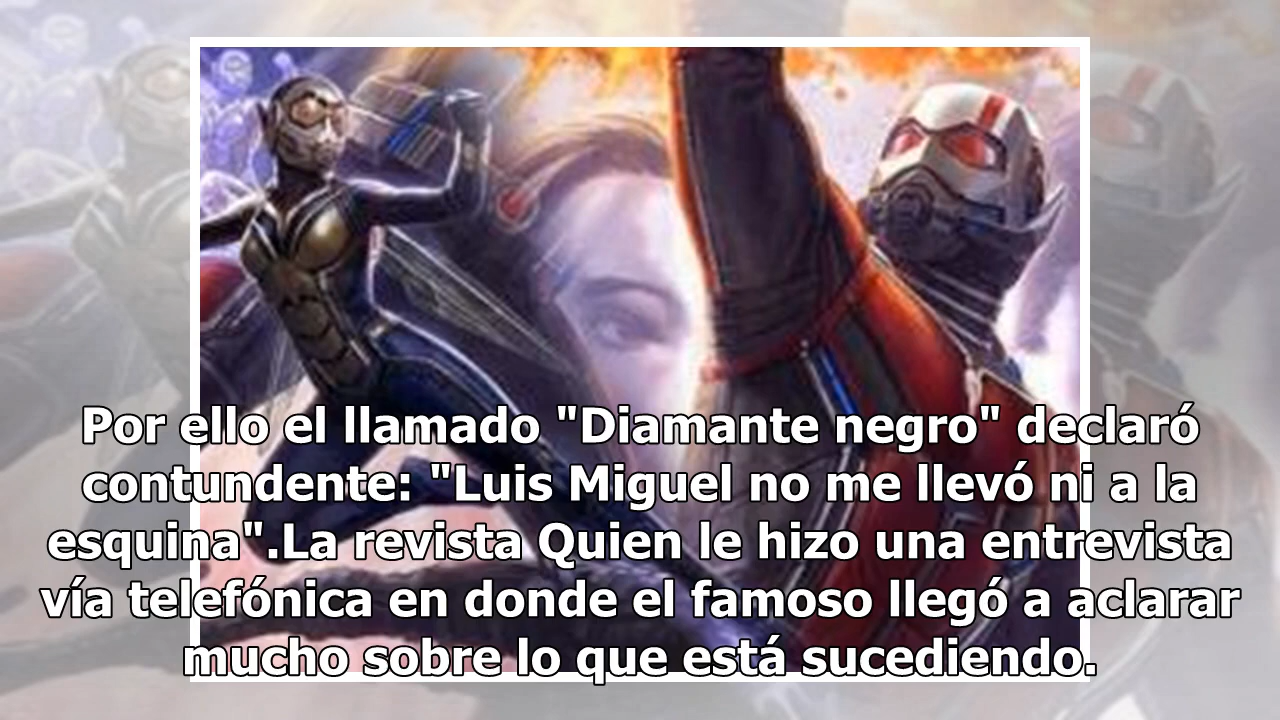 Por ello el llamado "Diamante negro" declaró
contundente: "Luis Miguel no me llevó ni a la
esquina".La revista Quien le hizo una entrevista
vía telefónica en donde el famoso llegó a aclarar
mucho sobre lo que está sucediendo.